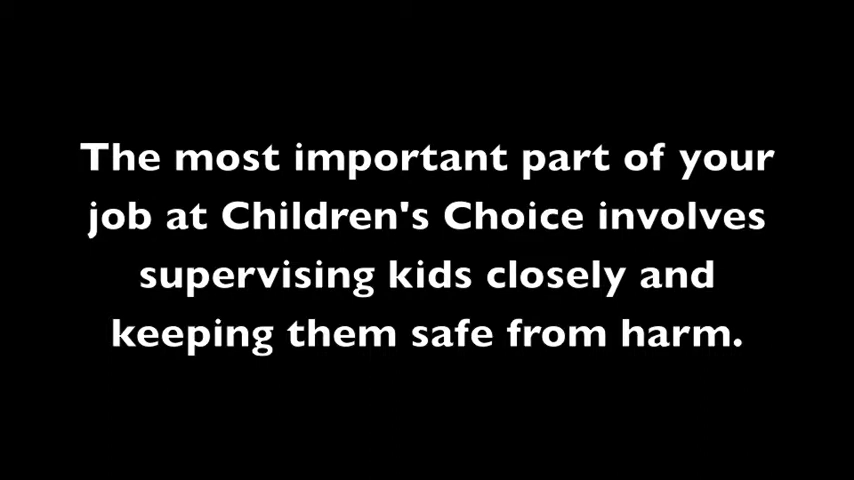 The most important part of your
job at Children's Choice involves
supervising kids closely and
keeping them safe from harm.